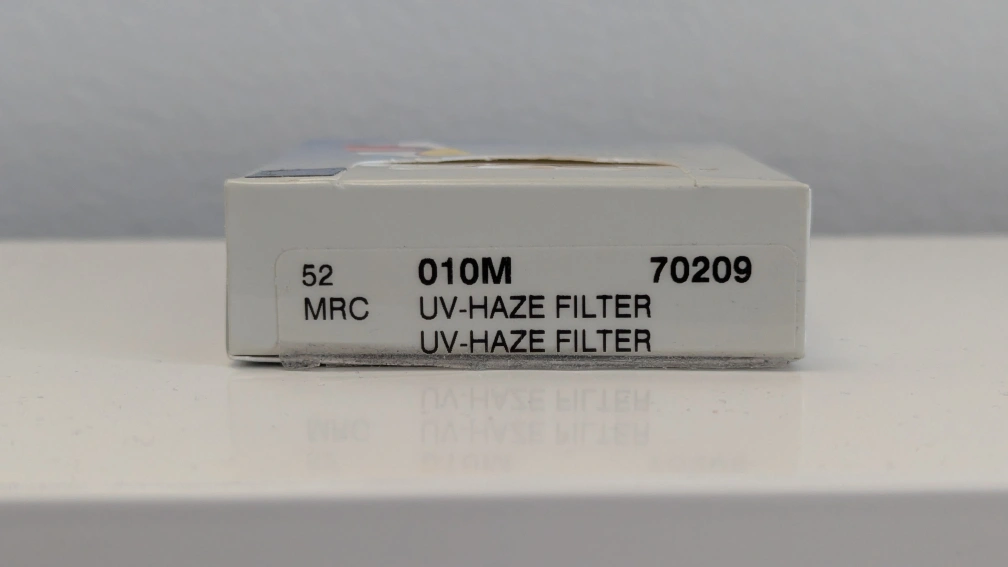 52 010M 70209
MRC UV-HAZE FILTER
UV-HAZE FILTER